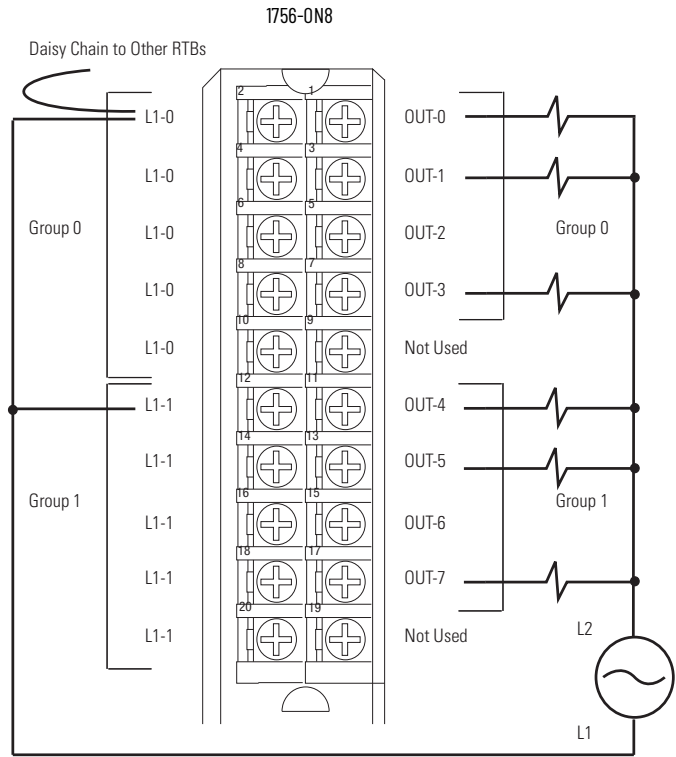 1756-ON8
Daisy Chain to Other RTBs
2 1
L1-0 OUT-0
4 3
L1-0 OUT-1
6 5
Group 0 L1-0 OUT-2 Group 0
8 7
L1-0 OUT-3
10 9
L1-0 Not Used
12 11
L1-1 OUT-4
14 13
L1-1 OUT-5
16 15
Group 1 Group 1
L1-1 OUT-6
18 17
L1-1 OUT-7
20 19
L1-1 Not Used
L2
L1